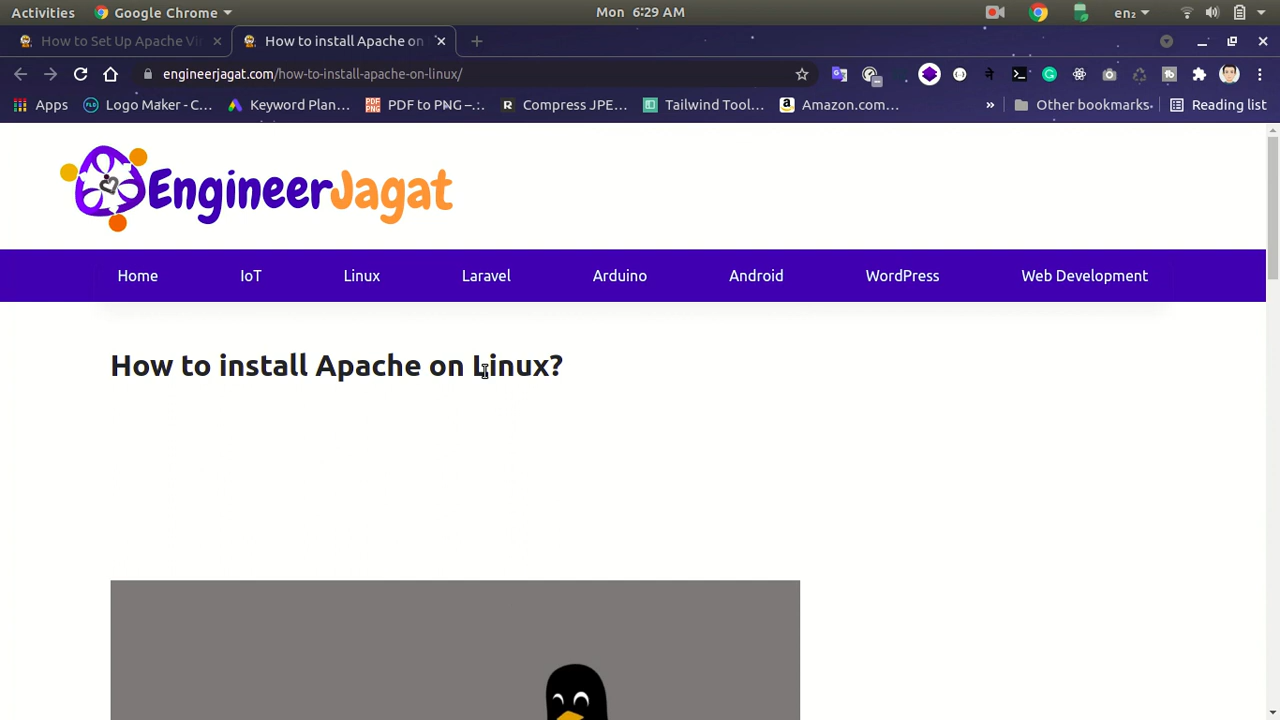 Activities Google Chrome Mon 6:29 AM en₂
How to Set Up Apache Vi How to install Apache on
engineerjagat.com/how-to-install-apache-on-linux/
Apps Logo Maker - C... Keyword Plan... PDF to PNG –... Compress JPE... Tailwind Tool... Amazon.com... » Other bookmarks Reading list
EngineerJagat
Home IoT Linux Laravel Arduino Android WordPress Web Development
How to install Apache on Linux?